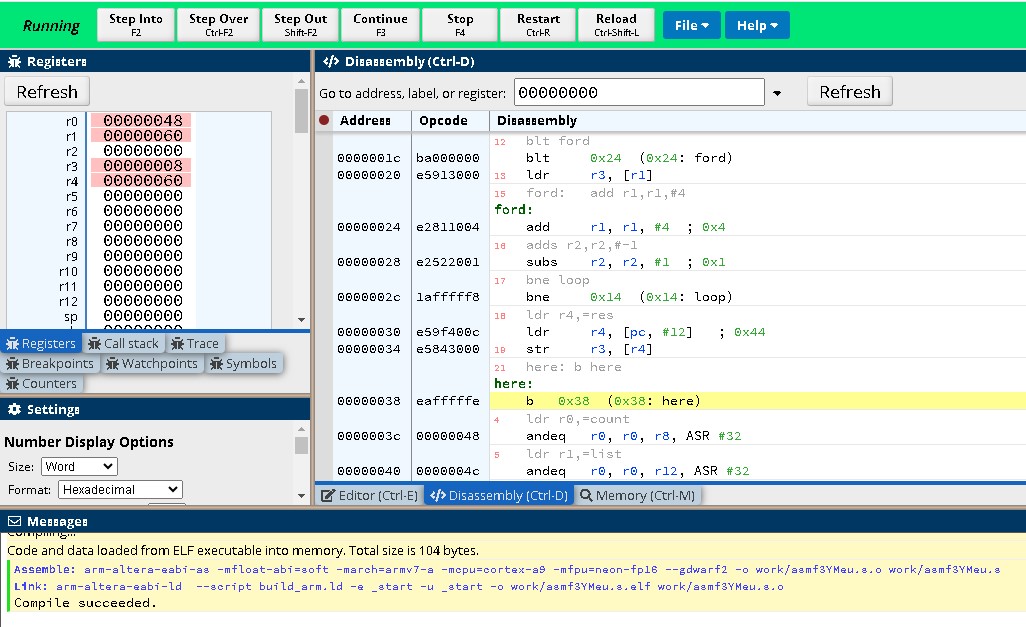 Running
Step Into F2
Step Over Ctrl-F2
Step Out Shift-F2
Continue F3
Stop F4
Restart Ctrl-R
Reload Ctrl-Shift-L
File
Help
Registers
Refresh
r0 00000048
r1 00000060
r2 00000000
r3 00000008
r4 00000060
r5 00000000
r6 00000000
r7 00000000
r8 00000000
r9 00000000
r10 00000000
r11 00000000
r12 00000000
sp 00000000
Registers Call stack Trace
Breakpoints Watchpoints Symbols
Counters
Settings
Number Display Options
Size: Word
Format: Hexadecimal
Disassembly (Ctrl-D)
Go to address, label, or register: 00000000 Refresh
Address Opcode Disassembly
12 blt ford
0000001c ba000000 blt 0x24 (0x24: ford)
00000020 e5913000 13 ldr r3, [r1]
15 ford: add r1,r1,#4
ford:
00000024 e2811004 add r1, r1, #4 ; 0x4
16 adds r2,r2,#-1
00000028 e2522001 subs r2, r2, #1 ; 0x1
17 bne loop
0000002c 1afffff8 bne 0x14 (0x14: loop)
18 ldr r4,=res
00000030 e59f400c ldr r4, [pc, #12] ; 0x44
00000034 e5843000 19 str r3, [r4]
21 here: b here
here:
00000038 eafffffe b 0x38 (0x38: here)
4 ldr r0,=count
0000003c 00000048 andeq r0, r0, r8, ASR #32
5 ldr r1,=list
00000040 0000004c andeq r0, r0, r12, ASR #32
Editor (Ctrl-E) Disassembly (Ctrl-D) Memory (Ctrl-M)
Messages
Compiling...
Code and data loaded from ELF executable into memory. Total size is 104 bytes.
Assemble: arm-altera-eabi-as -mfloat-abi=soft -march=armv7-a -mcpu=cortex-a9 -mfpu=neon-fp16 --gdwarf2 -o work/asmf3YMeu.s.o work/asmf3YMeu.s
Link: arm-altera-eabi-ld --script build_arm.ld -e _start -u _start -o work/asmf3YMeu.s.elf work/asmf3YMeu.s.o
Compile succeeded.